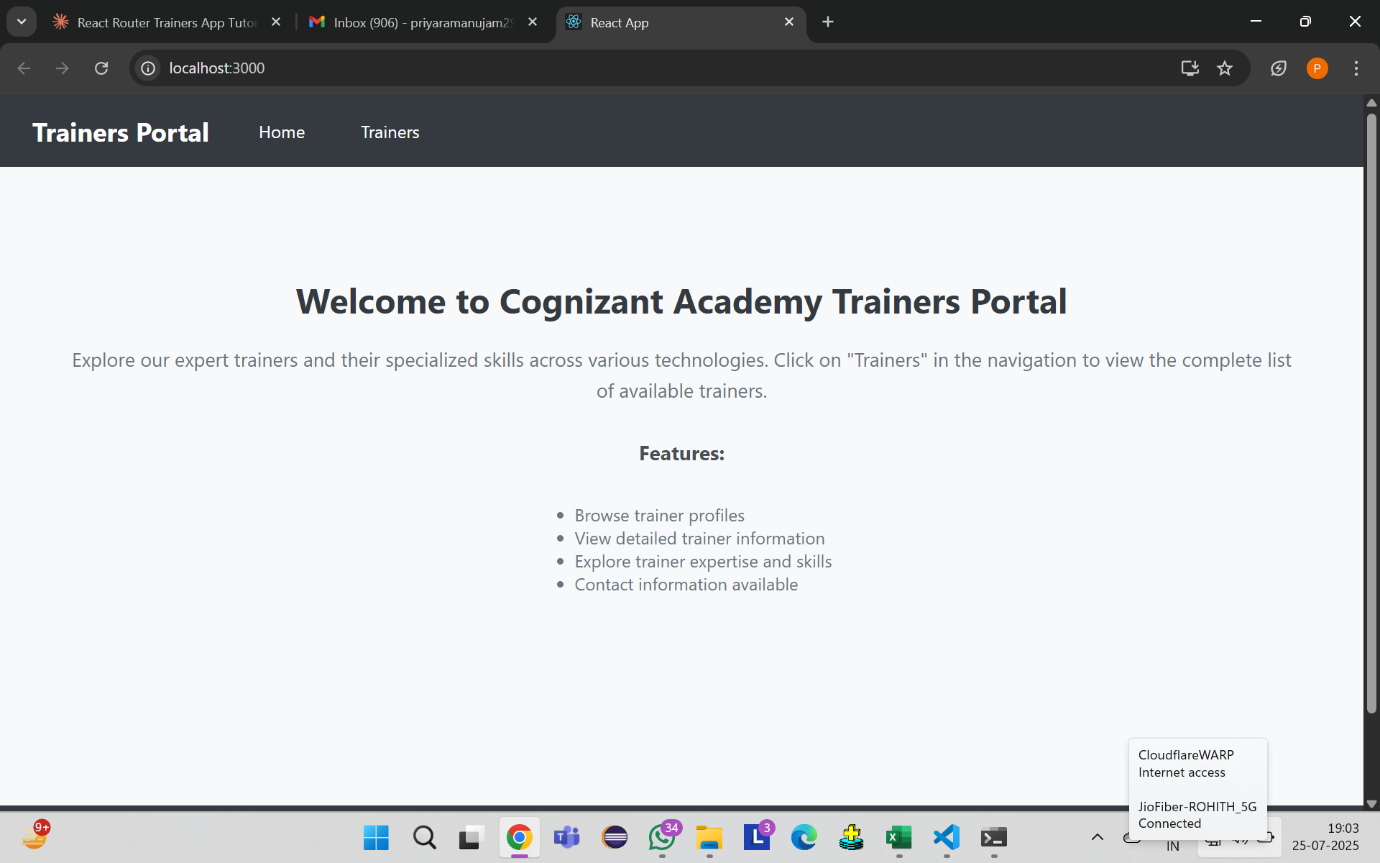 React Router Trainers App Tuto
Inbox (906) - priyaramanujam29
React App
localhost:3000
P
Trainers Portal
Home
Trainers
Welcome to Cognizant Academy Trainers Portal
Explore our expert trainers and their specialized skills across various technologies. Click on "Trainers" in the navigation to view the complete list
of available trainers.
Features:
Browse trainer profiles
View detailed trainer information
Explore trainer expertise and skills
Contact information available
CloudflareWARP
Internet access
JioFiber-ROHITH_5G
Connected
9+
34
L
3
IN
19:03
25-07-2025